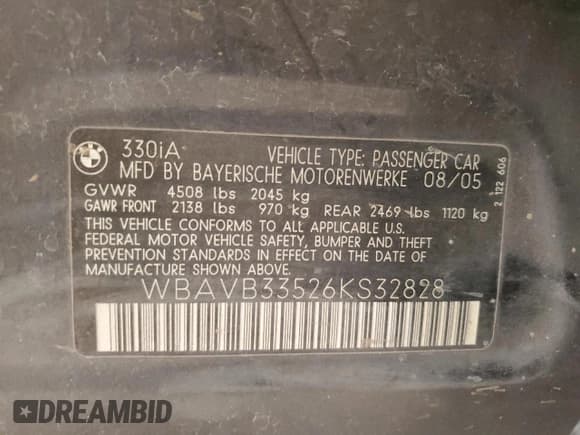 330iA VEHICLE TYPE: PASSENGER CAR
MFD BY BAYERISCHE MOTORENWERKE 08/05
GVWR 4508 lbs 2045 kg
GAWR FRONT 2138 lbs 970 kg REAR 2469 lbs 1120 kg
THIS VEHICLE CONFORMS TO ALL APPLICABLE U.S.
FEDERAL MOTOR VEHICLE SAFETY, BUMPER AND THEFT
PREVENTION STANDARDS IN EFFECT ON THE DATE OF
MANUFACTURE SHOWN ABOVE.
WBAVB33526KS32828
2 122 606
DREAMBID